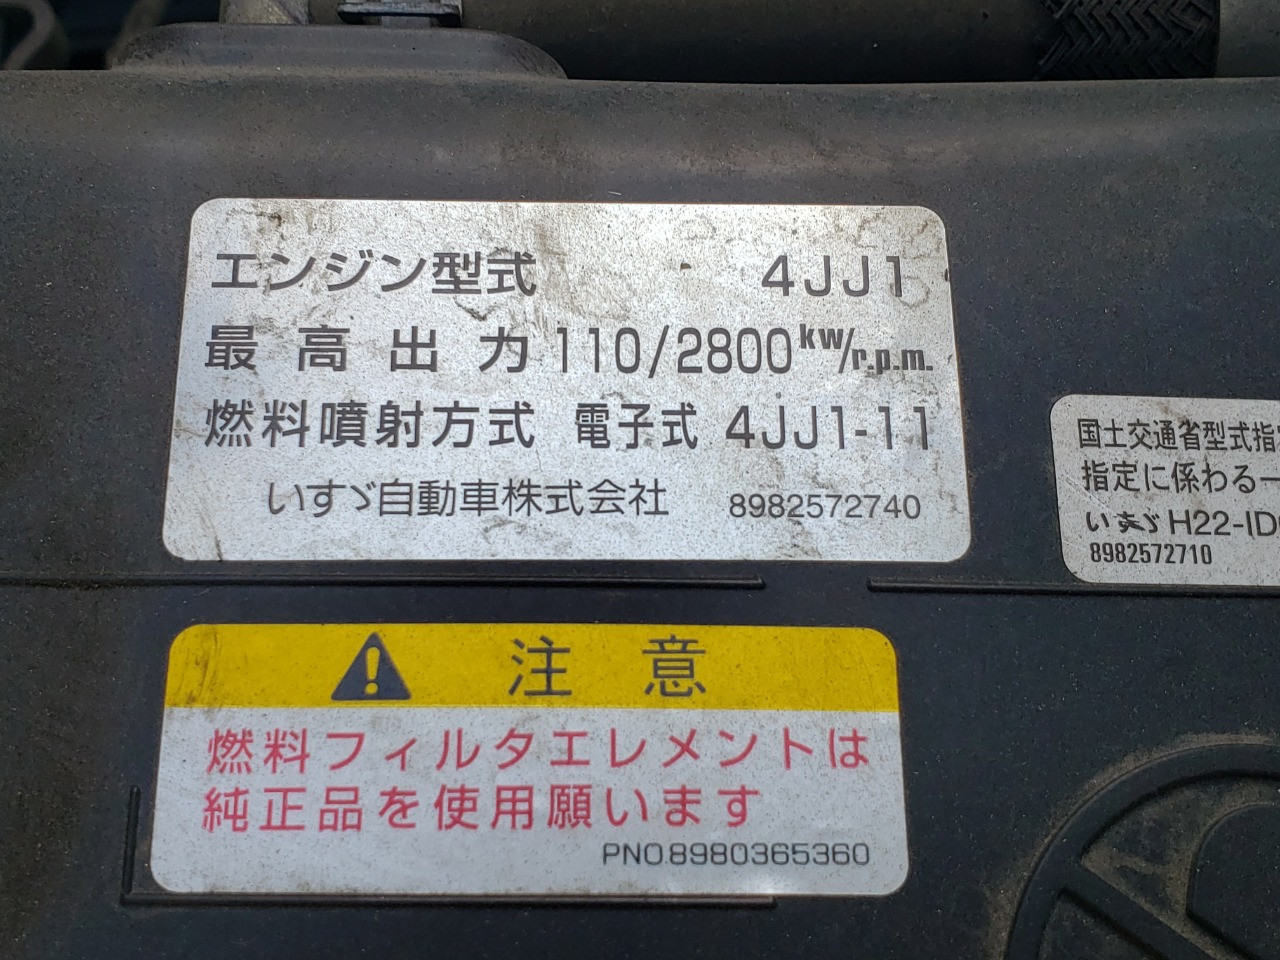 エンジン型式 4JJ1
最高出力 110/2800kw/r.p.m.
燃料噴射方式 電子式 4JJ1-11
いすゞ自動車株式会社 8982572740
国土交通省型式指定
指定に係わる一
いすゞ H22-ID
8982572710
注意
燃料フィルタエレメントは
純正品を使用願います
PNO.8980365360